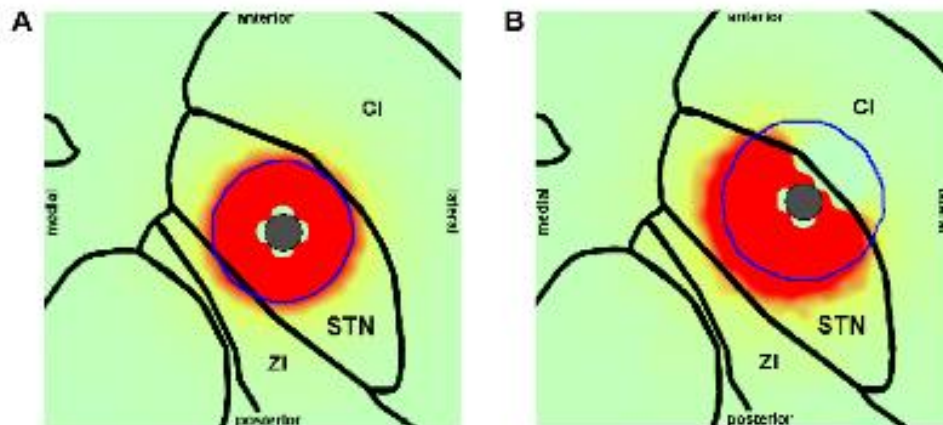 A
anterior
CI
medial
lateral
STN
ZI
posterior
B
anterior
CI
medial
STN
ZI
posterior